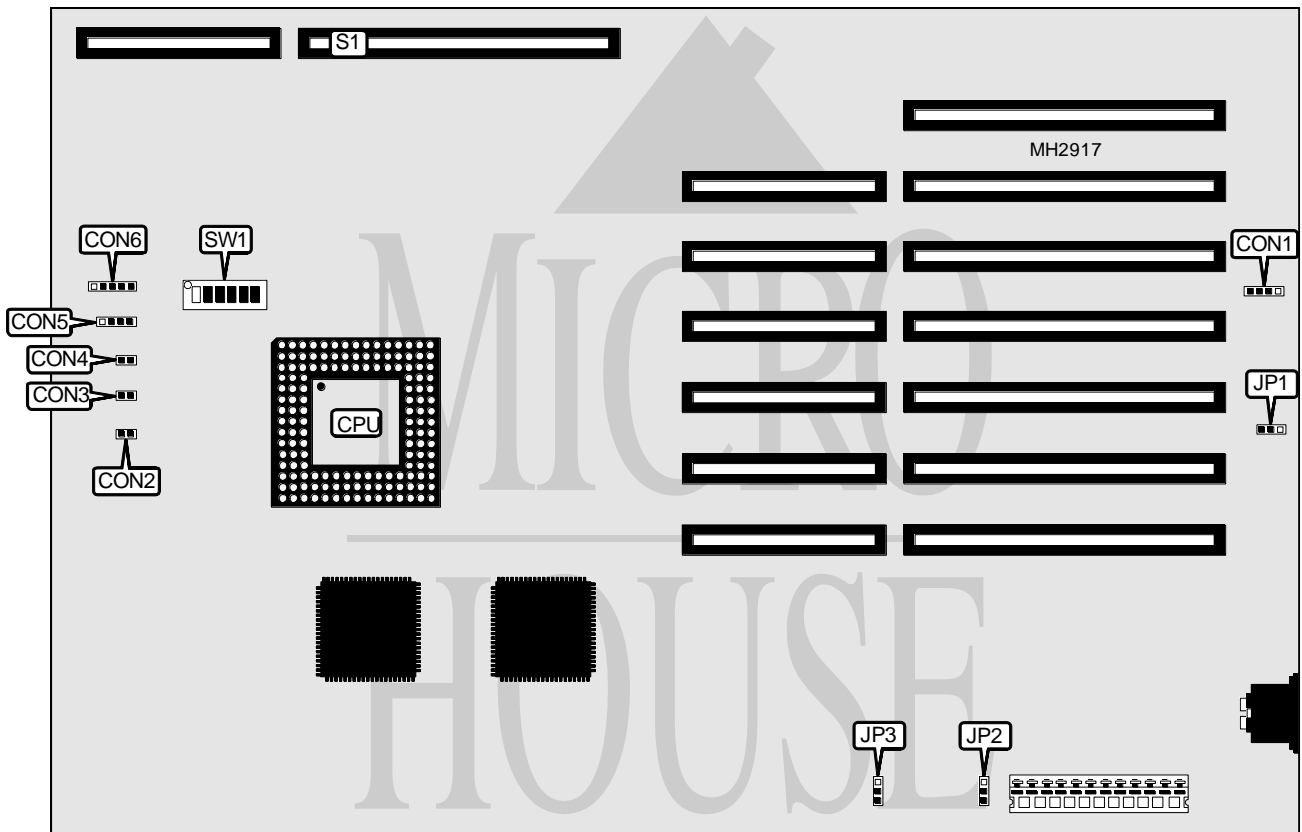 S1
MH2917
CON6
SW1
CON1
CON5
CON4
CON3
CPU
JP1
CON2
MICRO
HOUSE
JP3
JP2